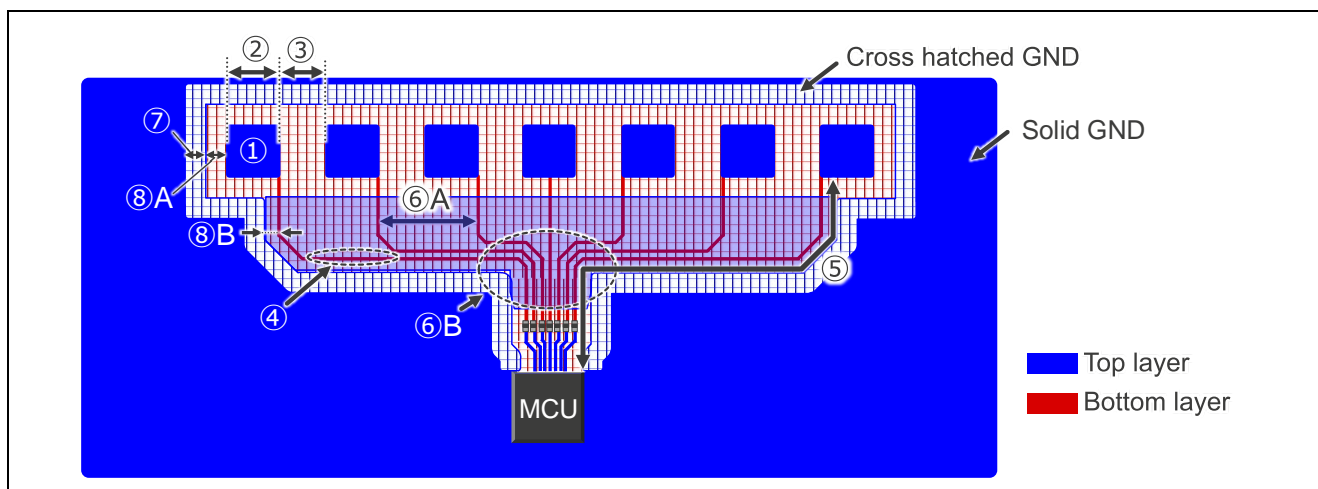 ② ③
Cross hatched GND
⑦
Solid GND
①
⑧A
⑥A
⑧B
⑤
④
⑥B
Top layer
MCU
Bottom layer